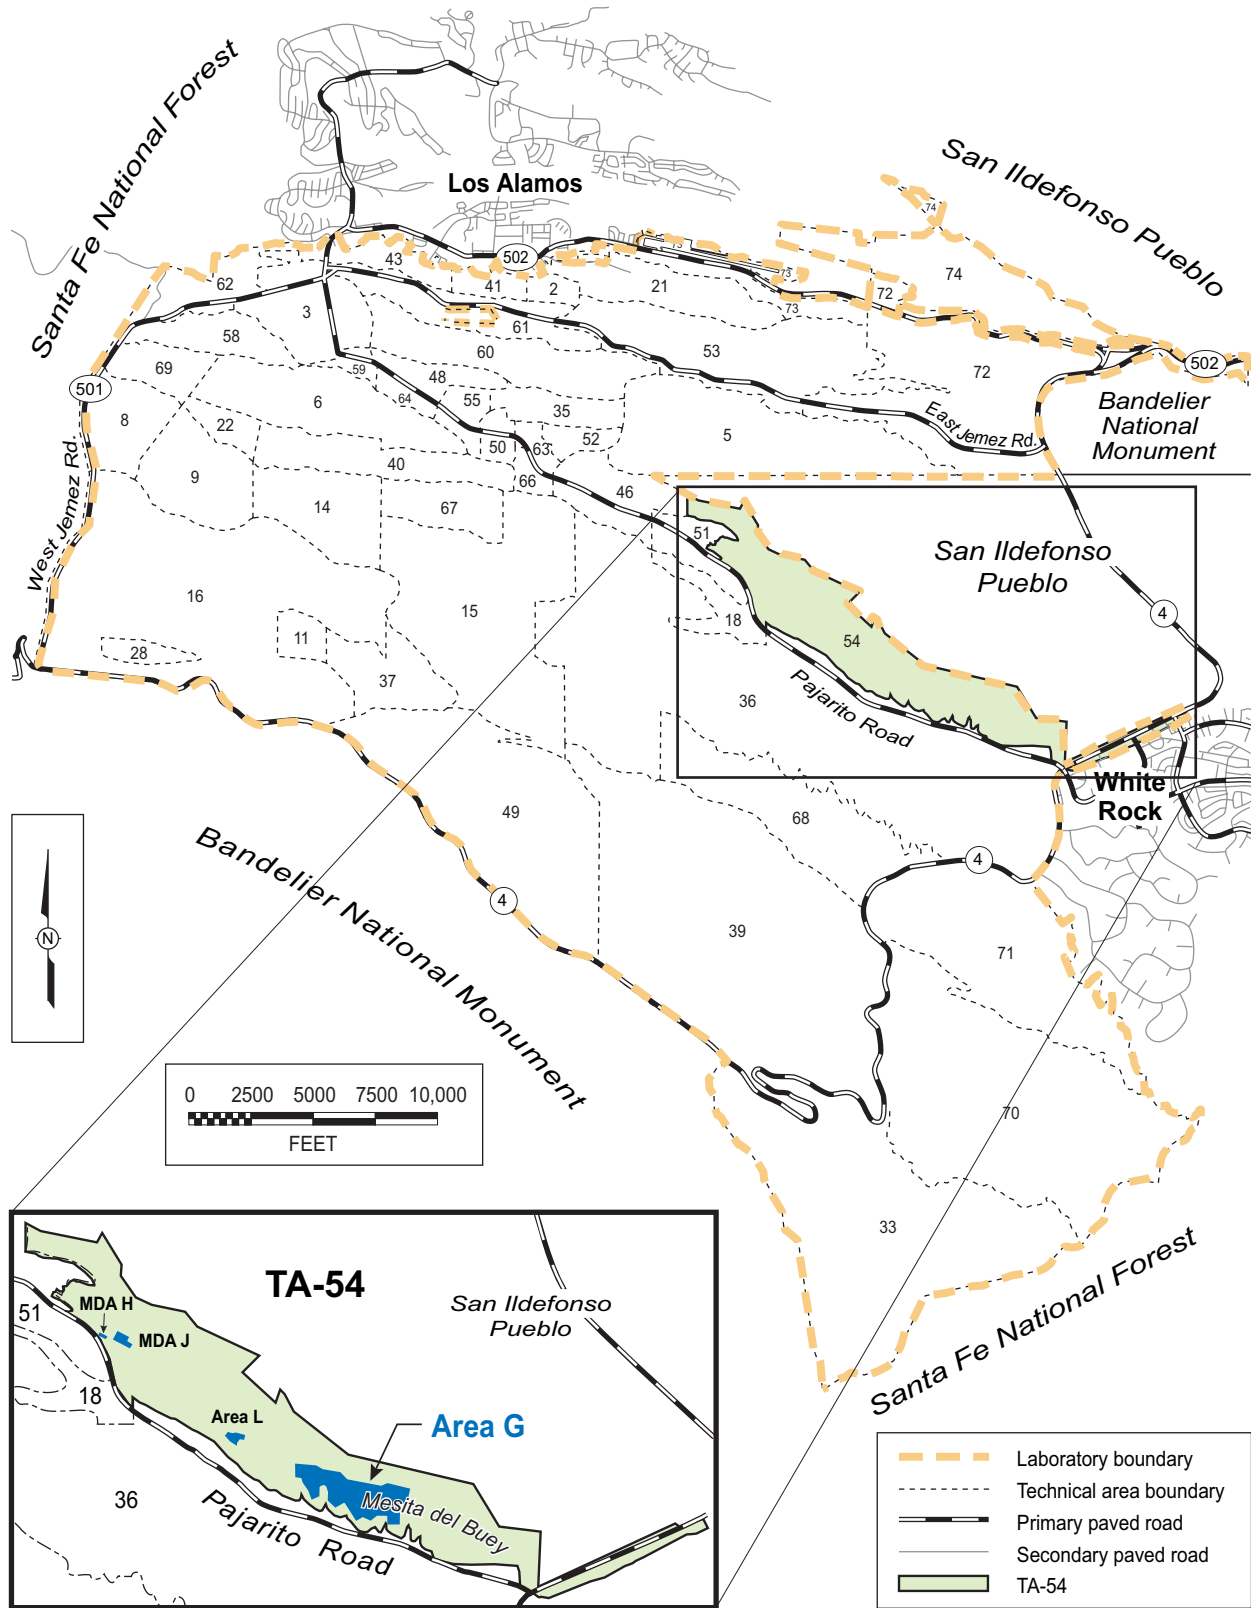 Santa Fe National Forest
San Ildefonso Pueblo
Los Alamos
74
43
502
73
74
62
41
2
21
73
72
73
3
61
58
53
60
72
502
69
59
48
501
64
55
Bandelier
National
Monument
8
22
6
35
East Jemez Rd.
5
50
63
52
9
40
66
46
West Jemez Rd.
14
67
51
San Ildefonso
Pueblo
16
15
18
4
11
54
28
37
36
Pajarito Road
White
Rock
49
68
Bandelier National Monument
4
4
39
71
N
0 2500 5000 7500 10,000
FEET
70
33
Santa Fe National Forest
TA-54
San Ildefonso
Pueblo
MDA H
51
MDA J
18
Area L
Area G
Mesita del Buey
36
Pajarito Road
Laboratory boundary
Technical area boundary
Primary paved road
Secondary paved road
TA-54